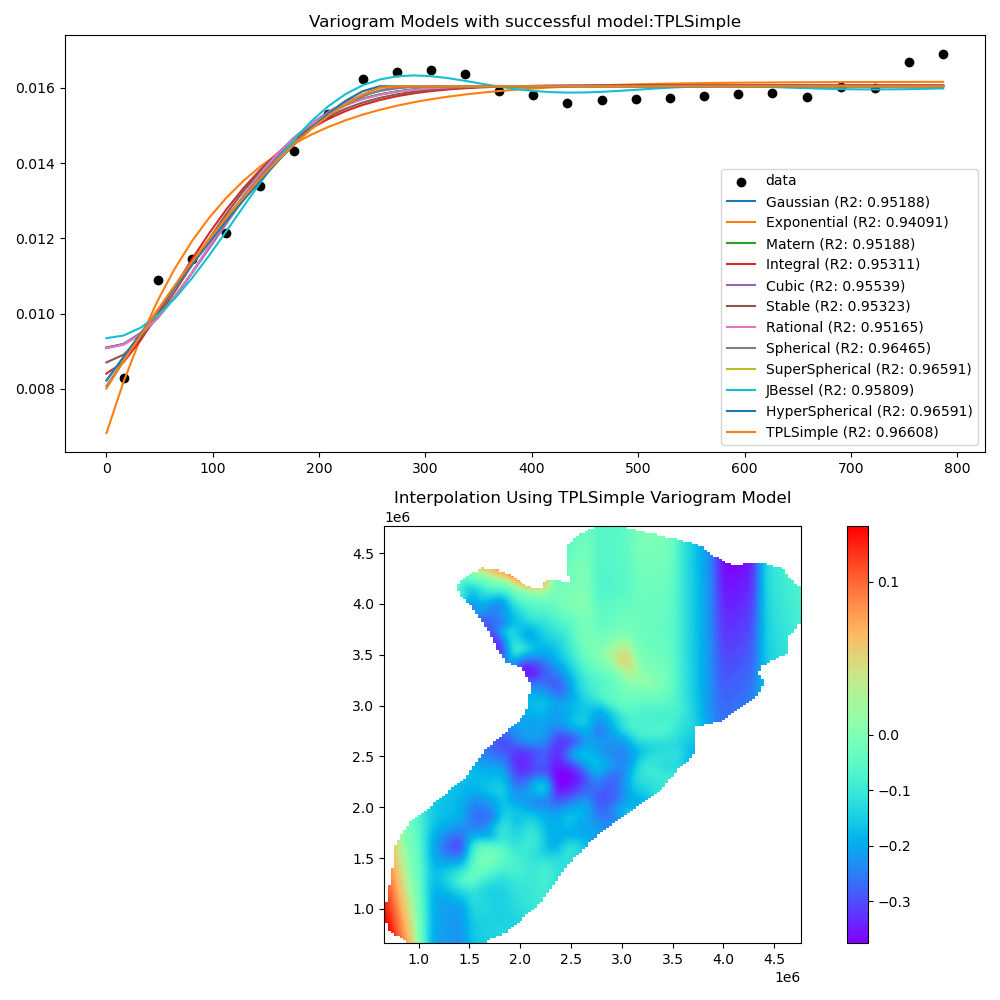 Variogram Models with successful model:TPLSimple
0.016
0.014
0.012
0.010
0.008
data
Gaussian (R2: 0.95188)
Exponential (R2: 0.94091)
Matern (R2: 0.95188)
Integral (R2: 0.95311)
Cubic (R2: 0.95539)
Stable (R2: 0.95323)
Rational (R2: 0.95165)
Spherical (R2: 0.96465)
SuperSpherical (R2: 0.96591)
JBessel (R2: 0.95809)
HyperSpherical (R2: 0.96591)
TPLSimple (R2: 0.96608)
0 100 200 300 400 500 600 700 800
Interpolation Using TPLSimple Variogram Model
1e6
4.5
4.0
3.5
3.0
2.5
2.0
1.5
1.0
1.0 1.5 2.0 2.5 3.0 3.5 4.0 4.5
1e6
0.1
0.0
−0.1
−0.2
−0.3